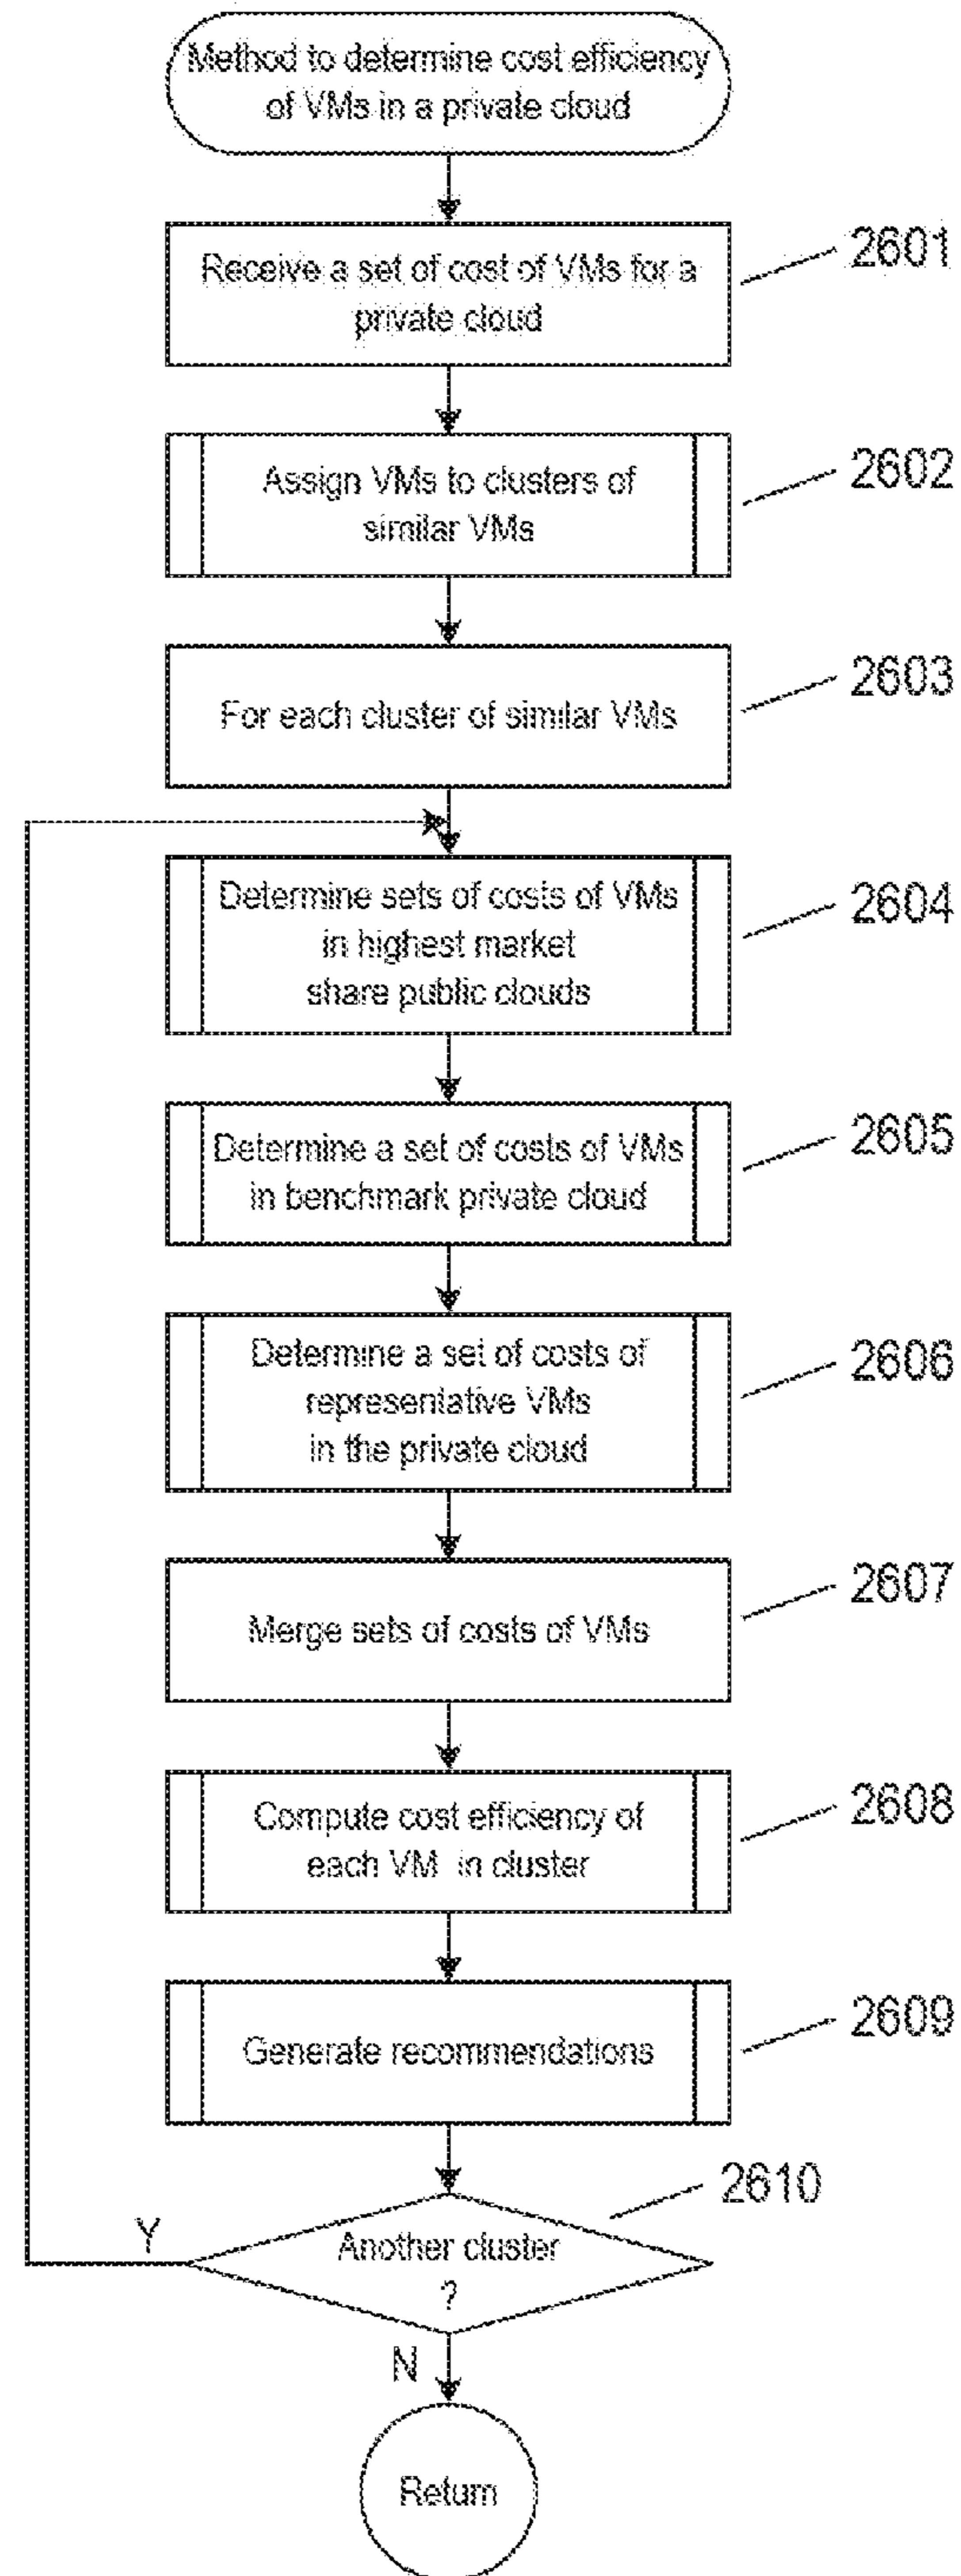 Method to determine cost efficiency
of VMs in a private cloud
Receive a set of cost of VMs for a
private cloud
2601
Assign VMs to clusters of
similar VMs
2602
For each cluster of similar VMs
2603
Determine sets of costs of VMs
in highest market
share public clouds
2604
Determine a set of costs of VMs
in benchmark private cloud
2605
Determine a set of costs of
representative VMs
in the private cloud
2606
Merge sets of costs of VMs
2607
Compute cost efficiency of
each VM in cluster
2608
Generate recommendations
2609
2610
Another cluster
?
Y
N
Return